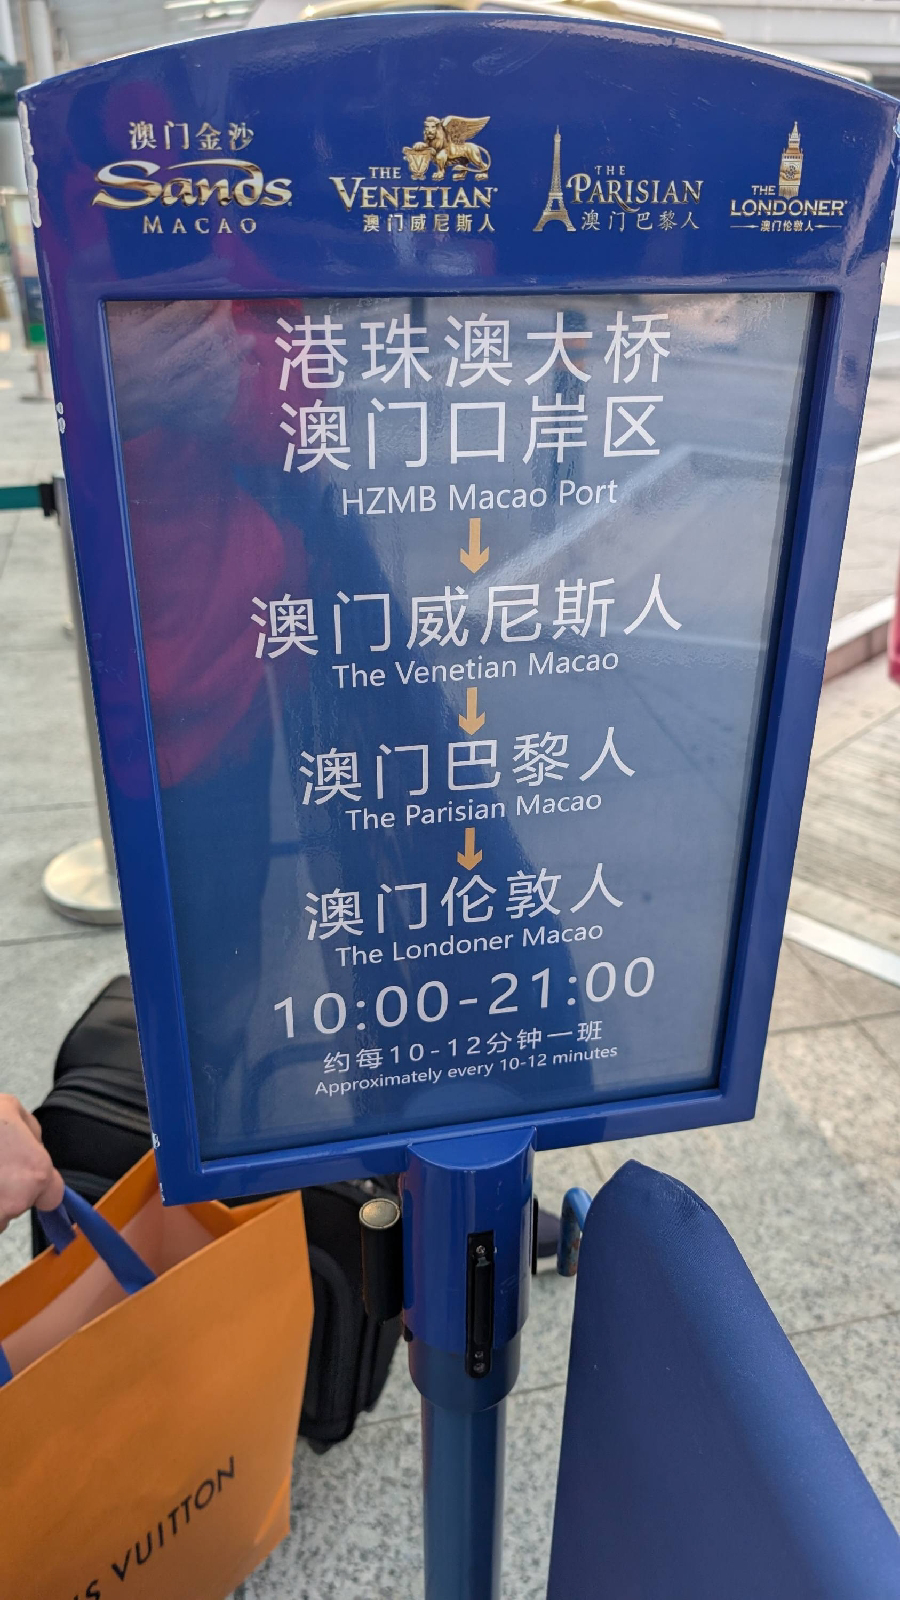 澳门金沙
Sands
MACAO
THE
VENETIAN®
澳门威尼斯人
THE
PARISIAN
澳门巴黎人
THE
LONDONER®
澳门伦敦人
港珠澳大桥
澳门口岸区
HZMB Macao Port
澳门威尼斯人
The Venetian Macao
澳门巴黎人
The Parisian Macao
澳门伦敦人
The Londoner Macao
10:00-21:00
约每10-12分钟一班
Approximately every 10-12 minutes
VUITTON